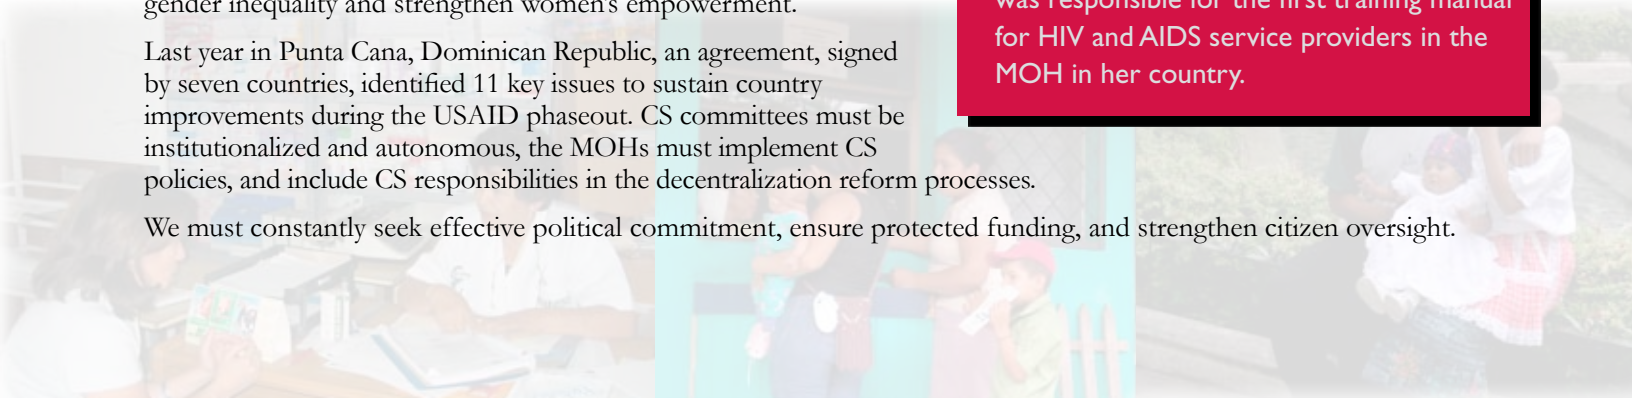 gender inequality and strengthen women's empowerment.
Last year in Punta Cana, Dominican Republic, an agreement, signed
by seven countries, identified 11 key issues to sustain country
improvements during the USAID phaseout. CS committees must be
institutionalized and autonomous, the MOHs must implement CS
policies, and include CS responsibilities in the decentralization reform processes.
We must constantly seek effective political commitment, ensure protected funding, and strengthen citizen oversight.
was responsible for the first training manual
for HIV and AIDS service providers in the
MOH in her country.